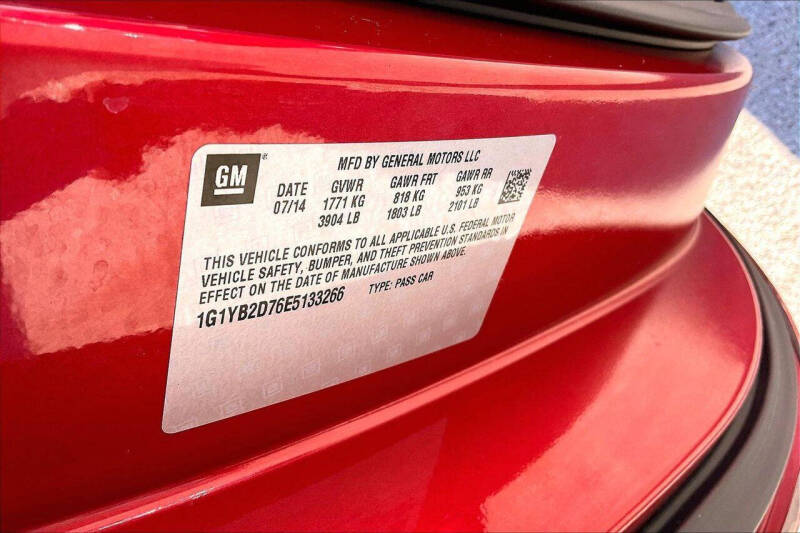 GM
MFD BY GENERAL MOTORS LLC
DATE GVWR GAWR FRT GAWR RR
07/14 1771 KG 818 KG 953 KG
3904 LB 1803 LB 2101 LB
THIS VEHICLE CONFORMS TO ALL APPLICABLE U.S. FEDERAL MOTOR
VEHICLE SAFETY, BUMPER, AND THEFT PREVENTION STANDARDS IN
EFFECT ON THE DATE OF MANUFACTURE SHOWN ABOVE.
1G1YB2D76E5133266 TYPE: PASS CAR